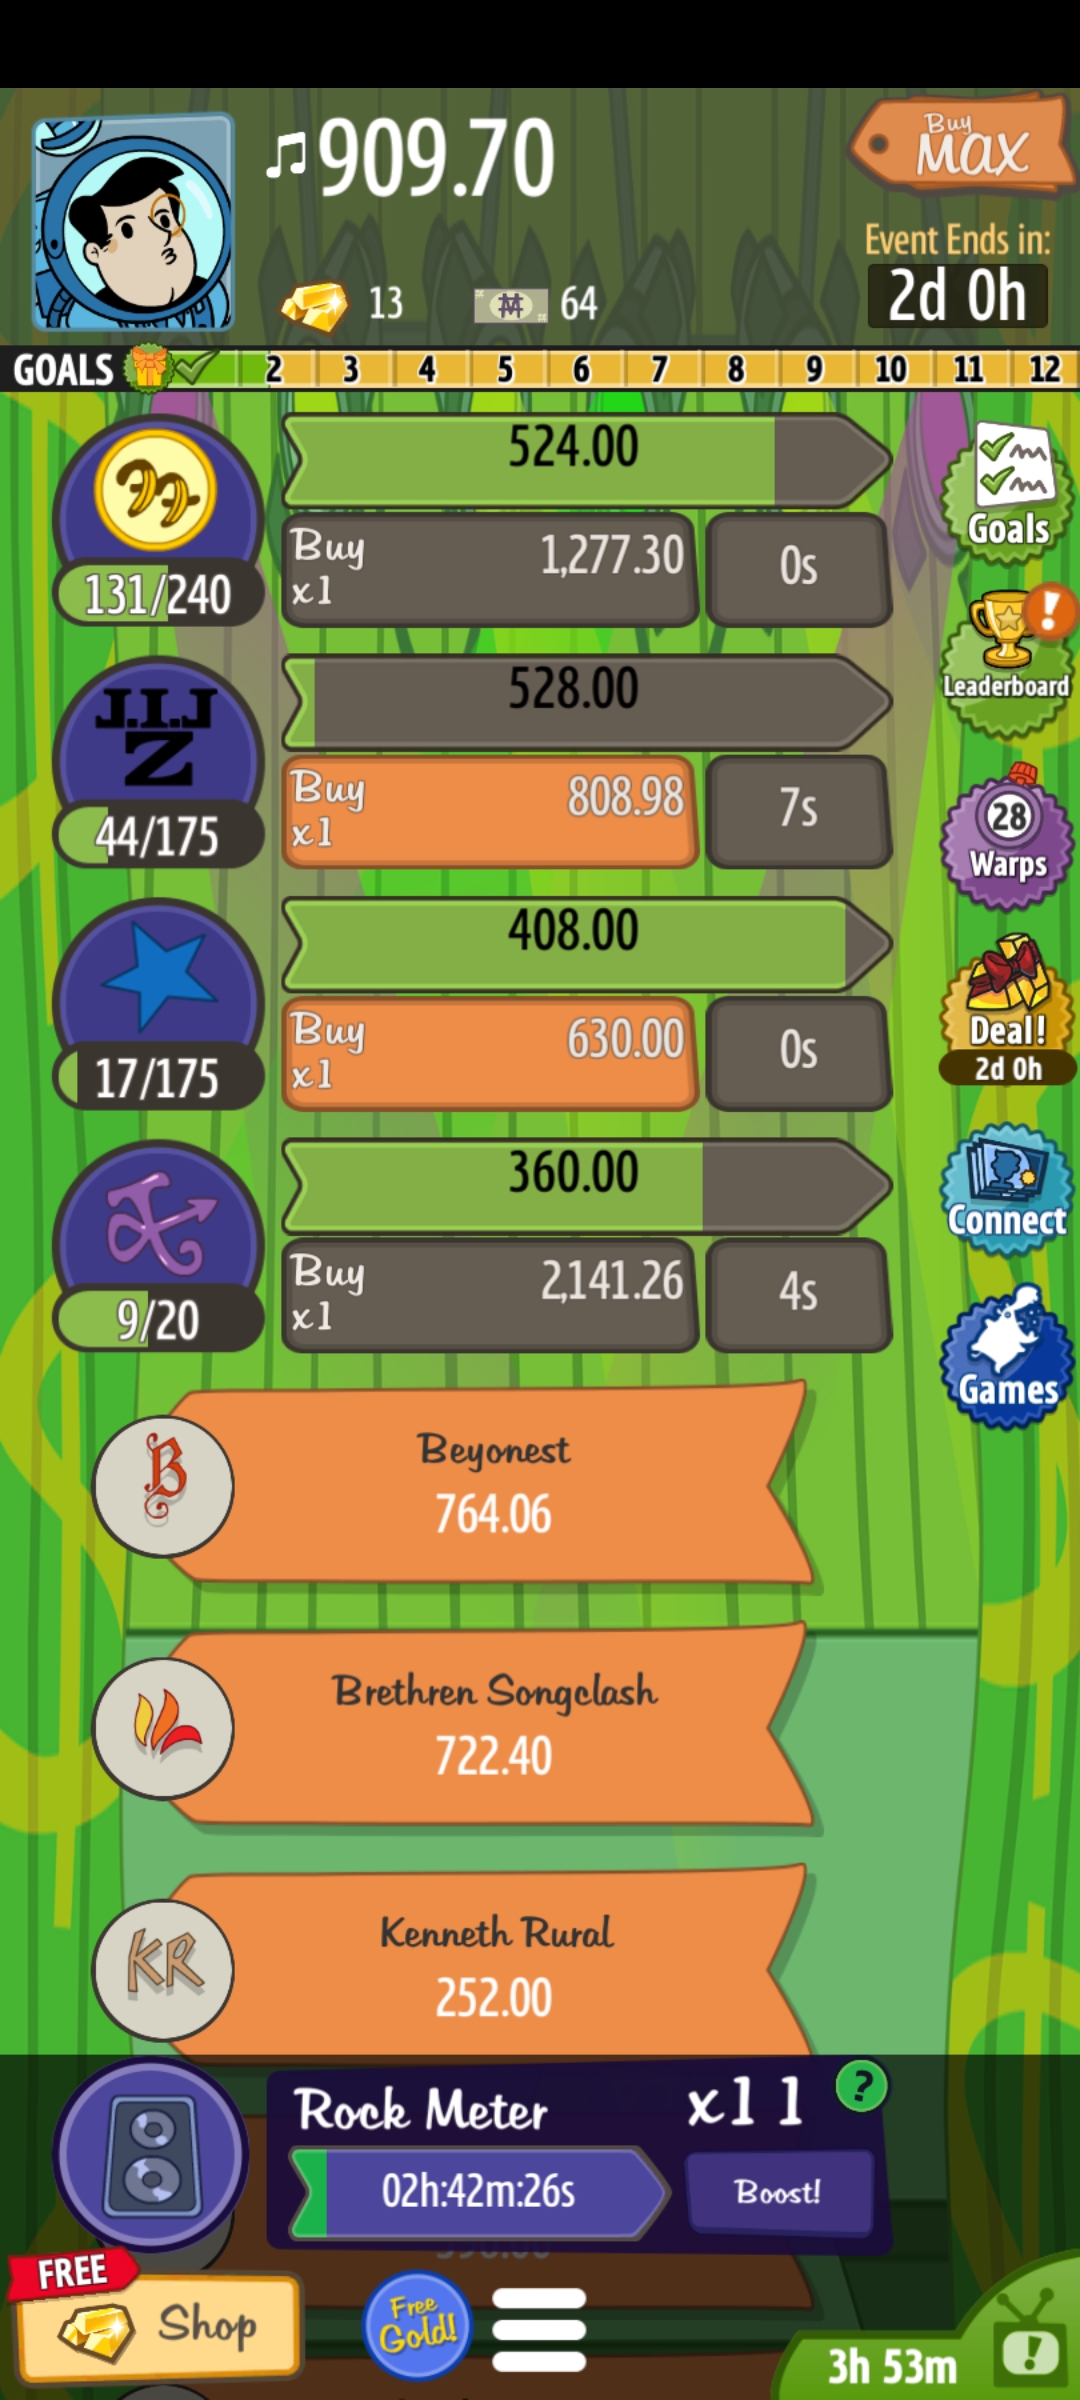 909.70
Buy
MAX
Event Ends in:
2d 0h
13
64
GOALS 2 3 4 5 6 7 8 9 10 11 12
524.00
Buy
x1
1,277.30
0s
131/240
Goals
J.I.J
Z
528.00
Buy
x1
808.98
7s
44/175
Leaderboard
28
Warps
408.00
Buy
x1
630.00
0s
17/175
Deal!
2d 0h
360.00
Buy
x1
2,141.26
4s
9/20
Connect
Games
B
Beyonest
764.06
Brethren Songclash
722.40
KR
Kenneth Rural
252.00
Rock Meter
x11
?
02h:42m:26s
Boost!
FREE
Shop
Free
Gold!
3h 53m